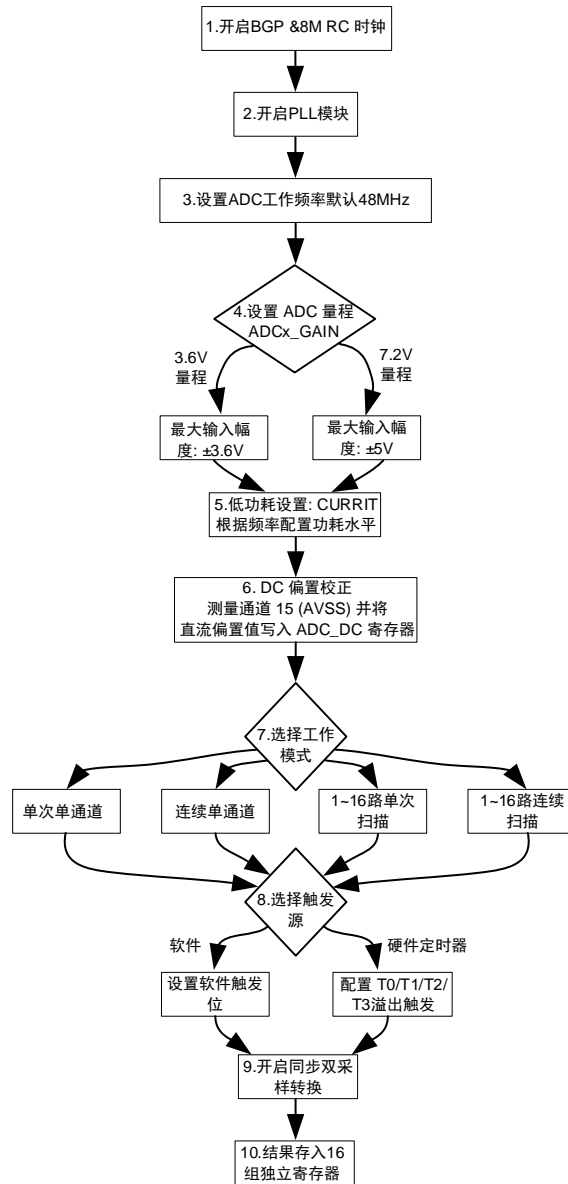 1.开启BGP &8M RC 时钟
2.开启PLL模块
3.设置ADC工作频率默认48MHz
4.设置 ADC 量程
ADCx_GAIN
3.6V
量程
7.2V
量程
最大输入幅
度: ±3.6V
最大输入幅
度: ±5V
5.低功耗设置: CURRIT
根据频率配置功耗水平
6. DC 偏置校正
测量通道 15 (AVSS) 并将
直流偏置值写入 ADC_DC 寄存器
7.选择工作
模式
单次单通道
连续单通道
1~16路单次
扫描
1~16路连续
扫描
8.选择触发
源
软件
硬件定时器
设置软件触发
位
配置 T0/T1/T2/
T3溢出触发
9.开启同步双采
样转换
10.结果存入16
组独立寄存器